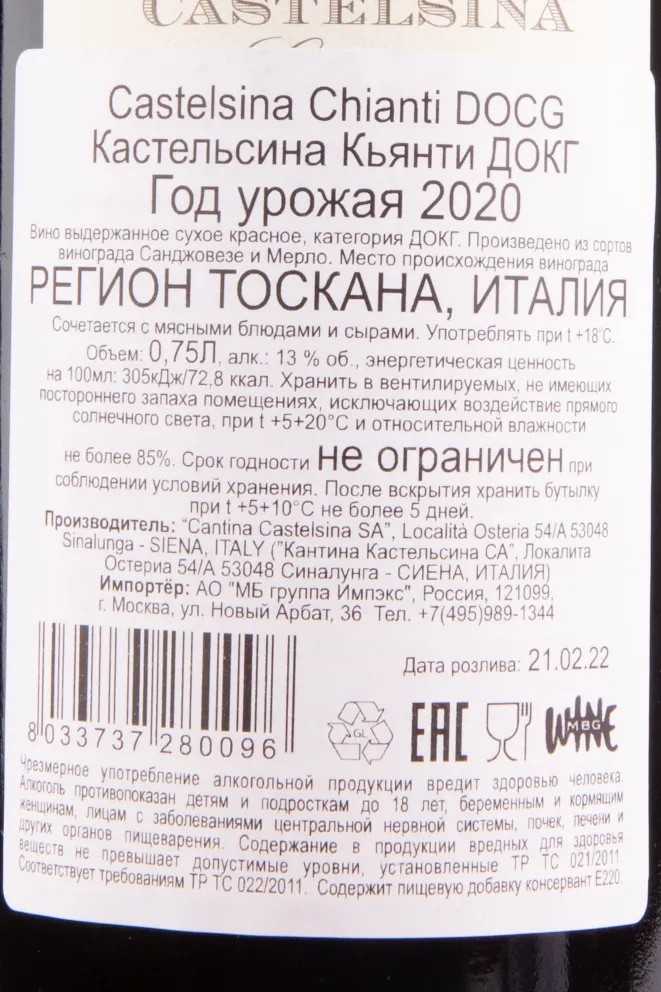 CASTELSINA
Castelsina Chianti DOCG
Кастельсина Кьянти ДОКГ
Год урожая 2020
Вино выдержанное сухое красное, категория ДОКГ. Произведено из сортов
винограда Санджовезе и Мерло. Место происхождения винограда
РЕГИОН ТОСКАНА, ИТАЛИЯ
Сочетается с мясными блюдами и сырами. Употреблять при t +18°C.
Объем: 0,75Л, алк.: 13 % об., энергетическая ценность
на 100мл: 305кДж/72,8 ккал. Хранить в вентилируемых, не имеющих
постороннего запаха помещениях, исключающих воздействие прямого
солнечного света, при t +5+20°C и относительной влажности
не более 85%. Срок годности не ограничен при
соблюдении условий хранения. После вскрытия хранить бутылку
при t +5+10°C не более 5 дней.
Производитель: "Cantina Castelsina SA", Località Osteria 54/A 53048
Sinalunga - SIENA, ITALY ("Кантина Кастельсина СА", Локалита
Остериа 54/А 53048 Синалунга - СИЕНА, ИТАЛИЯ)
Импортёр: АО "МБ группа Импэкс", Россия, 121099,
г. Москва, ул. Новый Арбат, 36 Тел. +7(495)989-1344
Дата розлива: 21.02.22
8 033737 280096
GL
EAC
WINE
MBG
Чрезмерное употребление алкогольной продукции вредит здоровью человека.
Алкоголь противопоказан детям и подросткам до 18 лет, беременным и кормящим
женщинам, лицам с заболеваниями центральной нервной системы, почек, печени и
других органов пищеварения. Содержание в продукции вредных для здоровья
веществ не превышает допустимые уровни, установленные ТР ТС 021/2011.
Соответствует требованиям ТР ТС 022/2011. Содержит пищевую добавку консервант Е220.